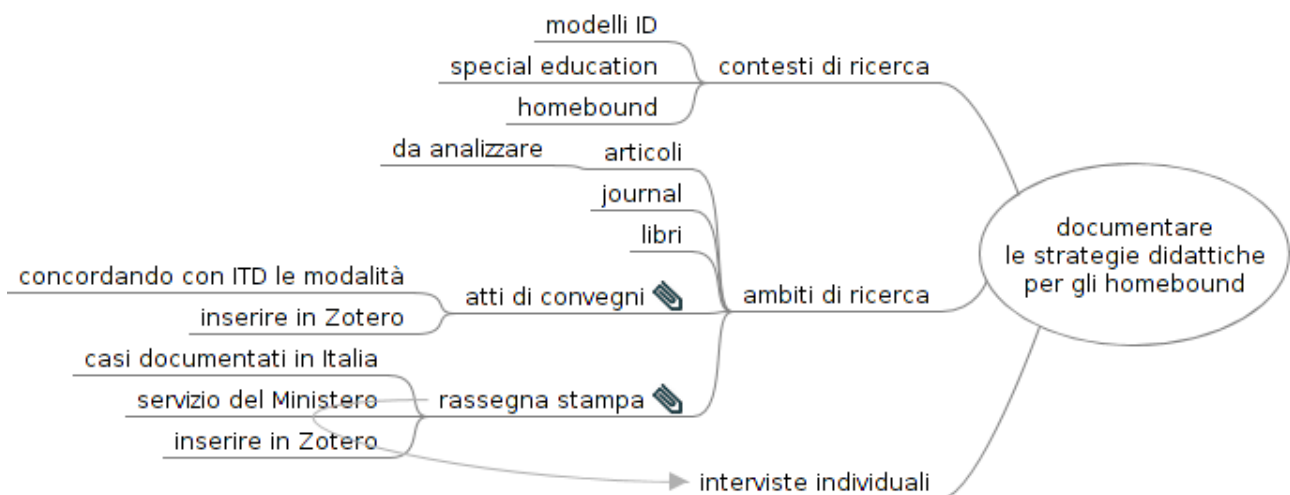 modelli ID
special education
contesti di ricerca
homebound
da analizzare
articoli
journal
libri
documentare
le strategie didattiche
per gli homebound
concordando con ITD le modalità
atti di convegni
ambiti di ricerca
inserire in Zotero
casi documentati in Italia
servizio del Ministero
rassegna stampa
inserire in Zotero
interviste individuali